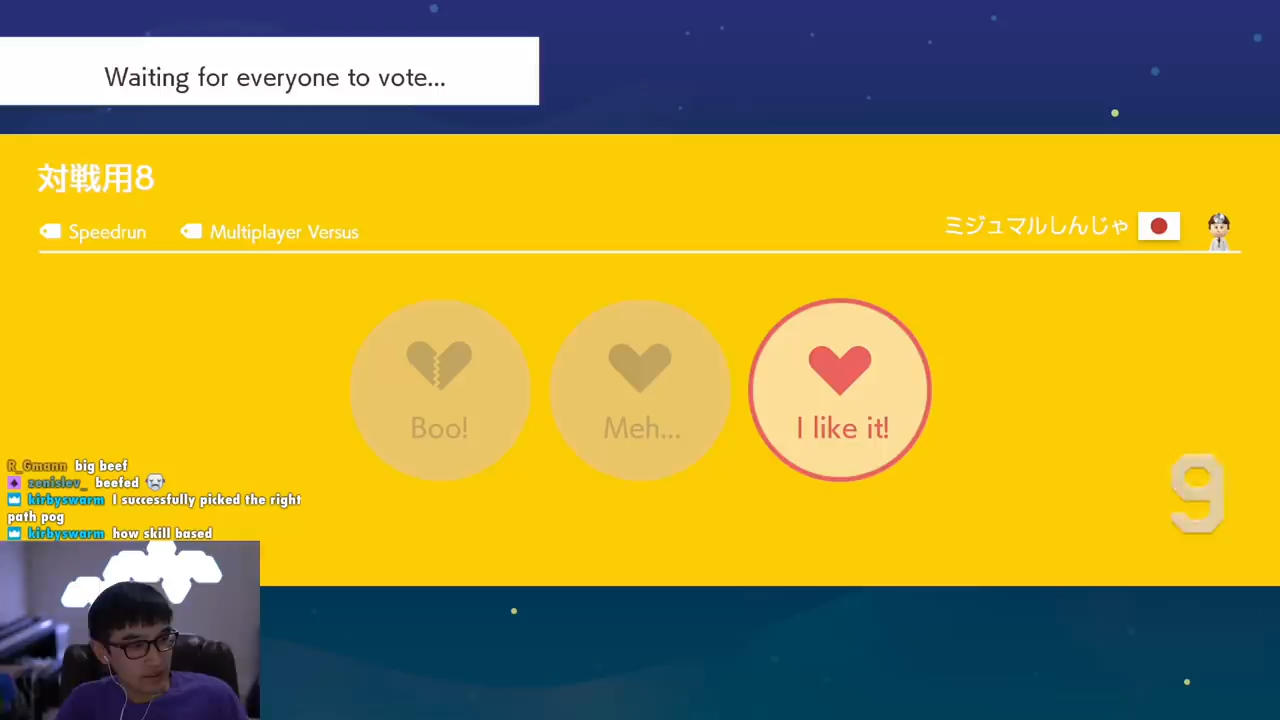 Waiting for everyone to vote...
対戦用8
Speedrun
Multiplayer Versus
ミジュマルしんじゃ
Boo!
Meh...
I like it!
R_Gmann big beef
zenislev_ beefed
kirbyswarm I successfully picked the right
path pog
kirbyswarm how skill based
9